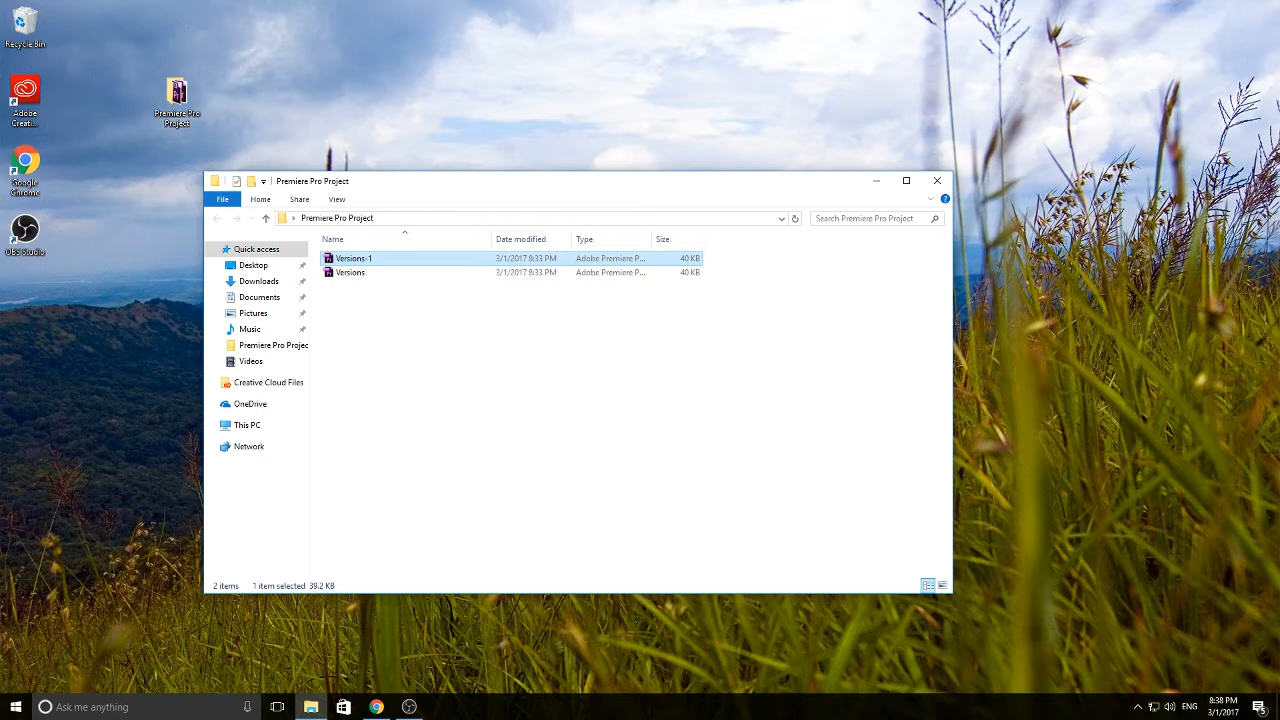 Recycle Bin
Adobe
Creati...
Premiere Pro
Project
Google
Chrome
OBS Studio
Premiere Pro Project
File Home Share View
Premiere Pro Project
Search Premiere Pro Project
Name Date modified Type Size
Versions-1 3/1/2017 8:33 PM Adobe Premiere P... 40 KB
Versions 3/1/2017 8:33 PM Adobe Premiere P... 40 KB
Quick access
Desktop
Downloads
Documents
Pictures
Music
Premiere Pro Projec
Videos
Creative Cloud Files
OneDrive
This PC
Network
2 items 1 item selected 39.2 KB
Ask me anything
ENG
8:38 PM
3/1/2017